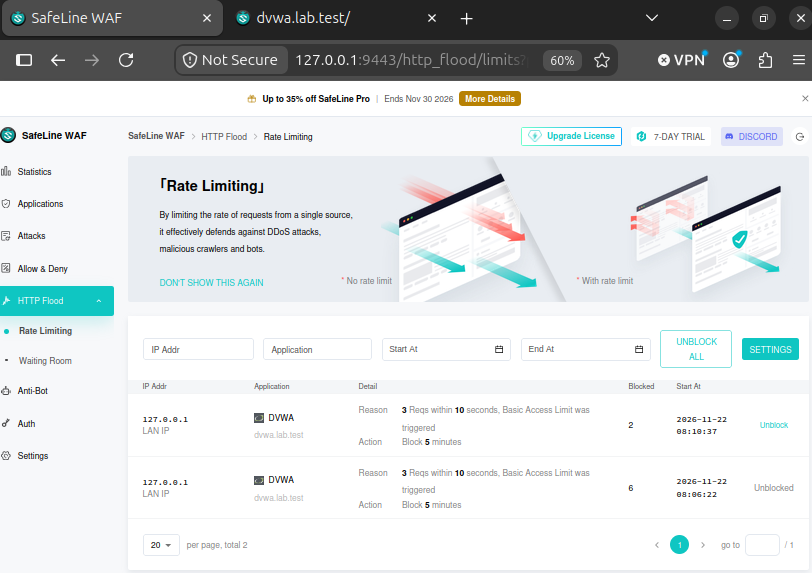 SafeLine WAF
dvwa.lab.test/
Not Secure 127.0.0.1:9443/http_flood/limits? 60% VPN
Up to 35% off SafeLine Pro | Ends Nov 30 2026 More Details
SafeLine WAF
SafeLine WAF > HTTP Flood > Rate Limiting
Upgrade License
7-DAY TRIAL
DISCORD
Statistics
Applications
Attacks
Allow & Deny
HTTP Flood
Rate Limiting
Waiting Room
Anti-Bot
Auth
Settings
「Rate Limiting」
By limiting the rate of requests from a single source,
it effectively defends against DDoS attacks,
malicious crawlers and bots.
DON'T SHOW THIS AGAIN
* No rate limit
* With rate limit
IP Addr
Application
Start At
End At
UNBLOCK
ALL
SETTINGS
IP Addr Application Detail Blocked Start At
127.0.0.1
LAN IP
DVWA
dvwa.lab.test
Reason 3 Reqs within 10 seconds, Basic Access Limit was
triggered
Action Block 5 minutes
2
2026-11-22
08:10:37
Unblock
127.0.0.1
LAN IP
DVWA
dvwa.lab.test
Reason 3 Reqs within 10 seconds, Basic Access Limit was
triggered
Action Block 5 minutes
6
2026-11-22
08:06:22
Unblocked
20 per page, total 2
1
go to / 1